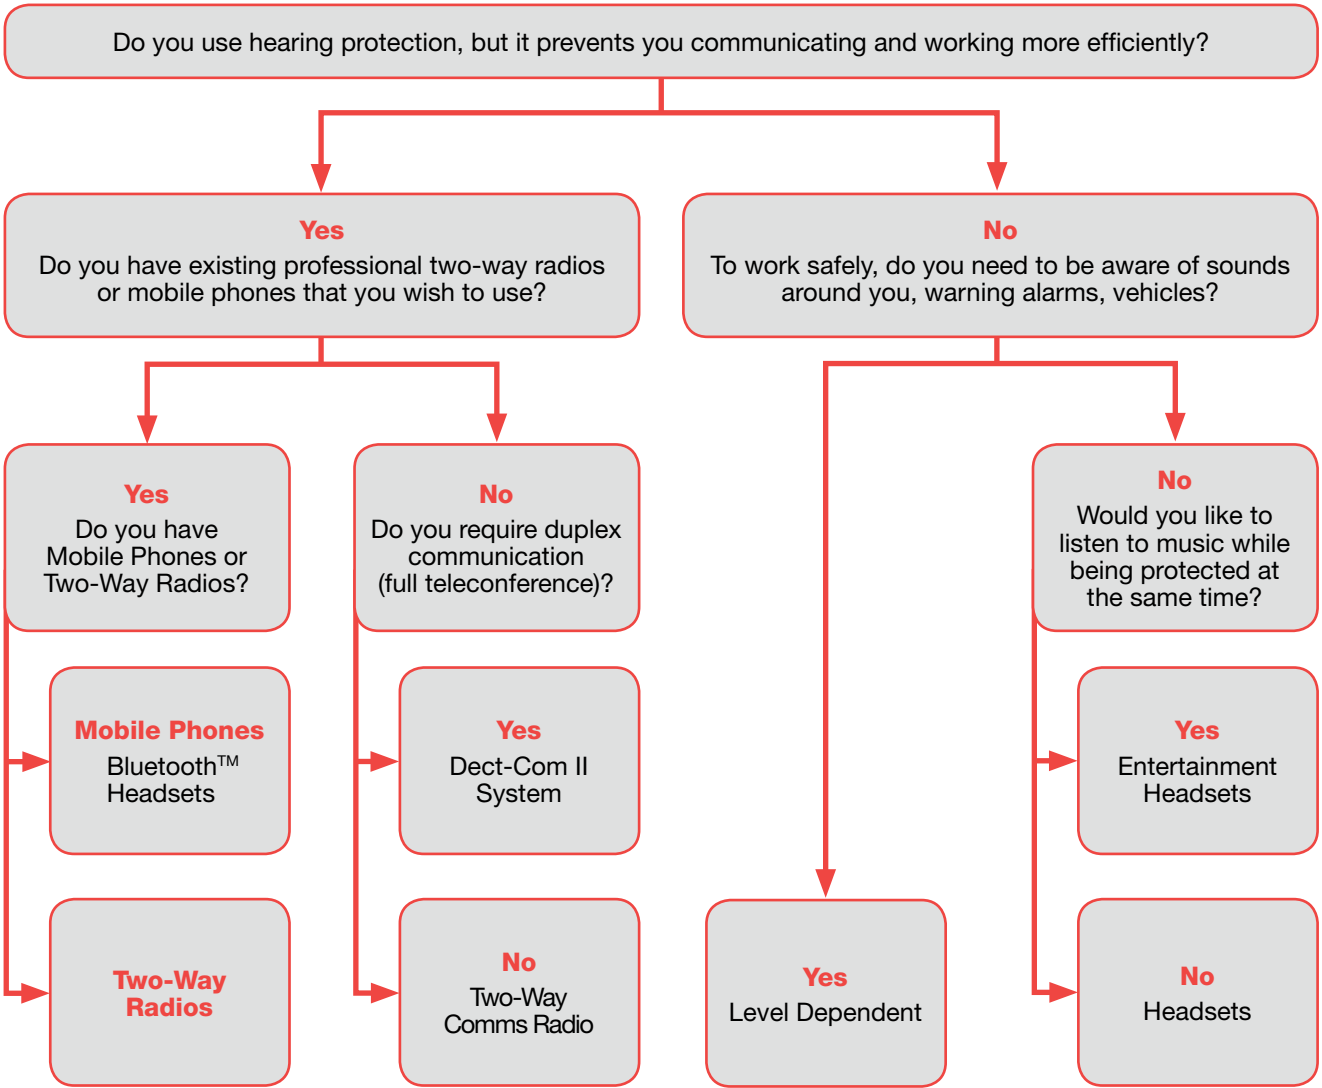 Do you use hearing protection, but it prevents you communicating and working more efficiently?
Yes
Do you have existing professional two-way radios
or mobile phones that you wish to use?
No
To work safely, do you need to be aware of sounds
around you, warning alarms, vehicles?
Yes
Do you have
Mobile Phones or
Two-Way Radios?
No
Do you require duplex
communication
(full teleconference)?
No
Would you like to
listen to music while
being protected at
the same time?
Mobile Phones
Bluetooth™
Headsets
Yes
Dect-Com II
System
Yes
Entertainment
Headsets
Two-Way
Radios
No
Two-Way
Comms Radio
Yes
Level Dependent
No
Headsets